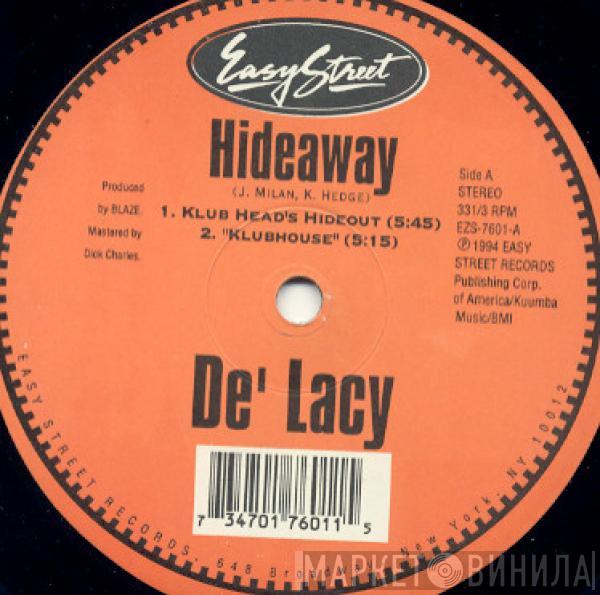 Easy Street
Hideaway
(J. MILAN, K. HEDGE)
1. KLUB HEAD'S HIDEOUT (5:45)
2. "KLUBHOUSE" (5:15)
Produced
by BLAZE.
Mastered by
Dick Charles.
Side A
STEREO
331/3 RPM
EZS-7601-A
℗ 1994 EASY
STREET RECORDS
Publishing Corp.
of America/Kuumba
Music/BMI
De' Lacy
7 34701 76011 5
EASY STREET RECORDS, 648 Broadway, New York, NY 10012
МАРКЕТ ВИНИЛА